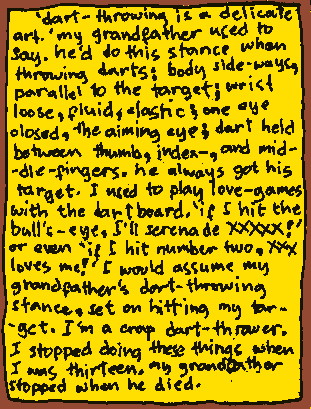 'dart-throwing is a delicate
art.' my grandfather used to
say. he'd do this stance when
throwing darts; body side-ways,
parallel to the target; wrist
loose, fluid, elastic; one eye
closed, the aiming eye; dart held
between thumb, index-, and mid-
-dle-fingers. he always got his
target. I used to play love-games
with the dartboard. 'if I hit the
bull's-eye, I'll serenade XXXXX!'
or even 'if I hit number two, XXX
loves me!' I would assume my
grandfather's dart-throwing
stance, set on hitting my tar-
-get. I'm a crap dart-thrower.
I stopped doing these things when
I was thirteen. my grandfather
stopped when he died.